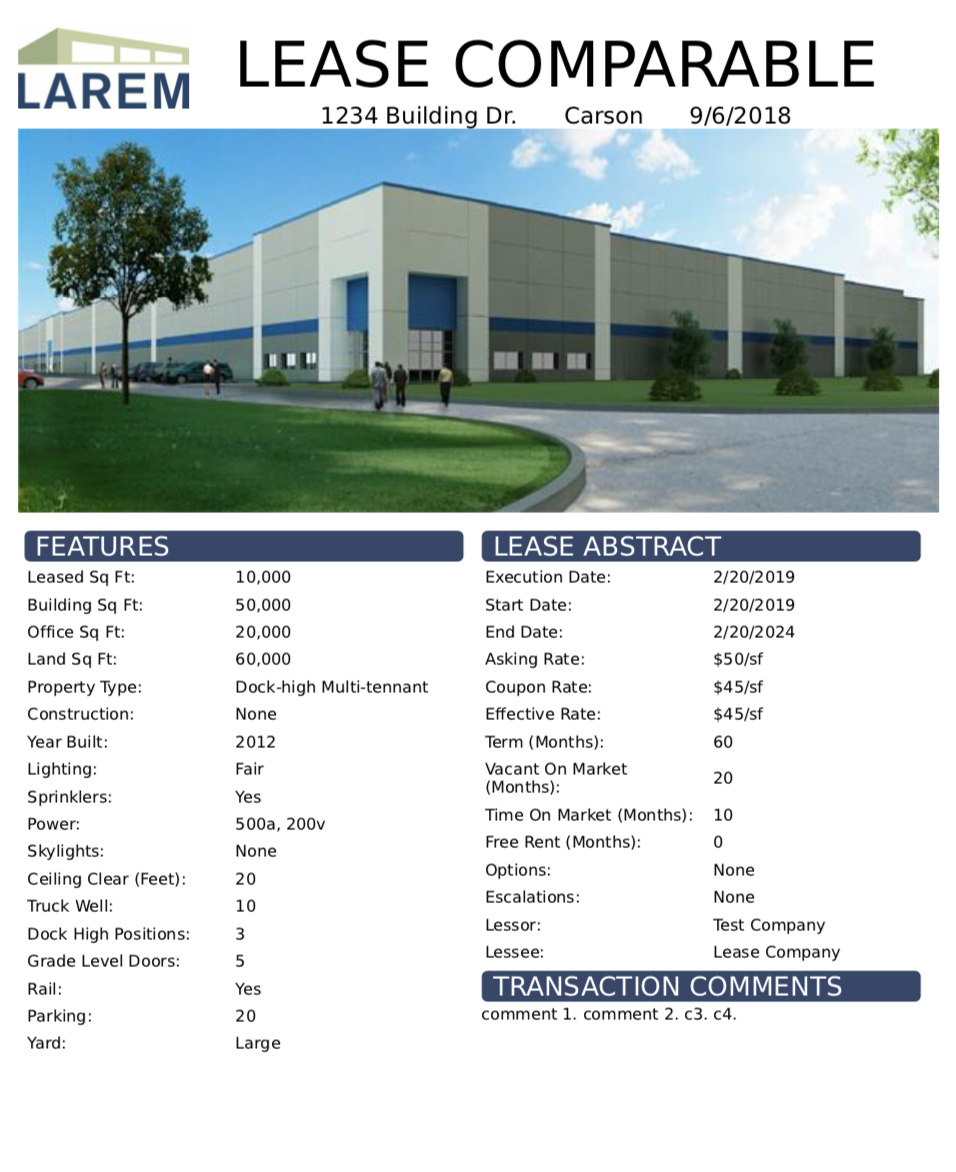 LAREM
LEASE COMPARABLE
1234 Building Dr. Carson 9/6/2018
FEATURES
Leased Sq Ft: 10,000
Building Sq Ft: 50,000
Office Sq Ft: 20,000
Land Sq Ft: 60,000
Property Type: Dock-high Multi-tennant
Construction: None
Year Built: 2012
Lighting: Fair
Sprinklers: Yes
Power: 500a, 200v
Skylights: None
Ceiling Clear (Feet): 20
Truck Well: 10
Dock High Positions: 3
Grade Level Doors: 5
Rail: Yes
Parking: 20
Yard: Large
LEASE ABSTRACT
Execution Date: 2/20/2019
Start Date: 2/20/2019
End Date: 2/20/2024
Asking Rate: $50/sf
Coupon Rate: $45/sf
Effective Rate: $45/sf
Term (Months): 60
Vacant On Market
(Months): 20
Time On Market (Months): 10
Free Rent (Months): 0
Options: None
Escalations: None
Lessor: Test Company
Lessee: Lease Company
TRANSACTION COMMENTS
comment 1. comment 2. c3. c4.